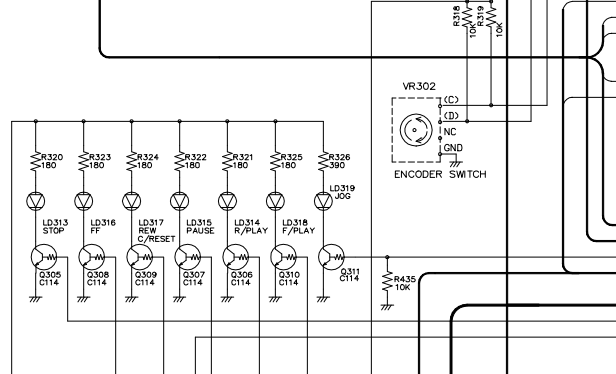 R318
10K
R319
10K
VR302
(C)
(D)
NC
GND
ENCODER SWITCH
R320
180
R323
180
R324
180
R322
180
R321
180
R325
180
R326
390
LD319
JOG
LD313
STOP
LD316
FF
LD317
REW
C/RESET
LD315
PAUSE
LD314
R/PLAY
LD318
F/PLAY
Q305
C114
Q308
C114
Q309
C114
Q307
C114
Q306
C114
Q310
C114
Q311
C114
R435
10K